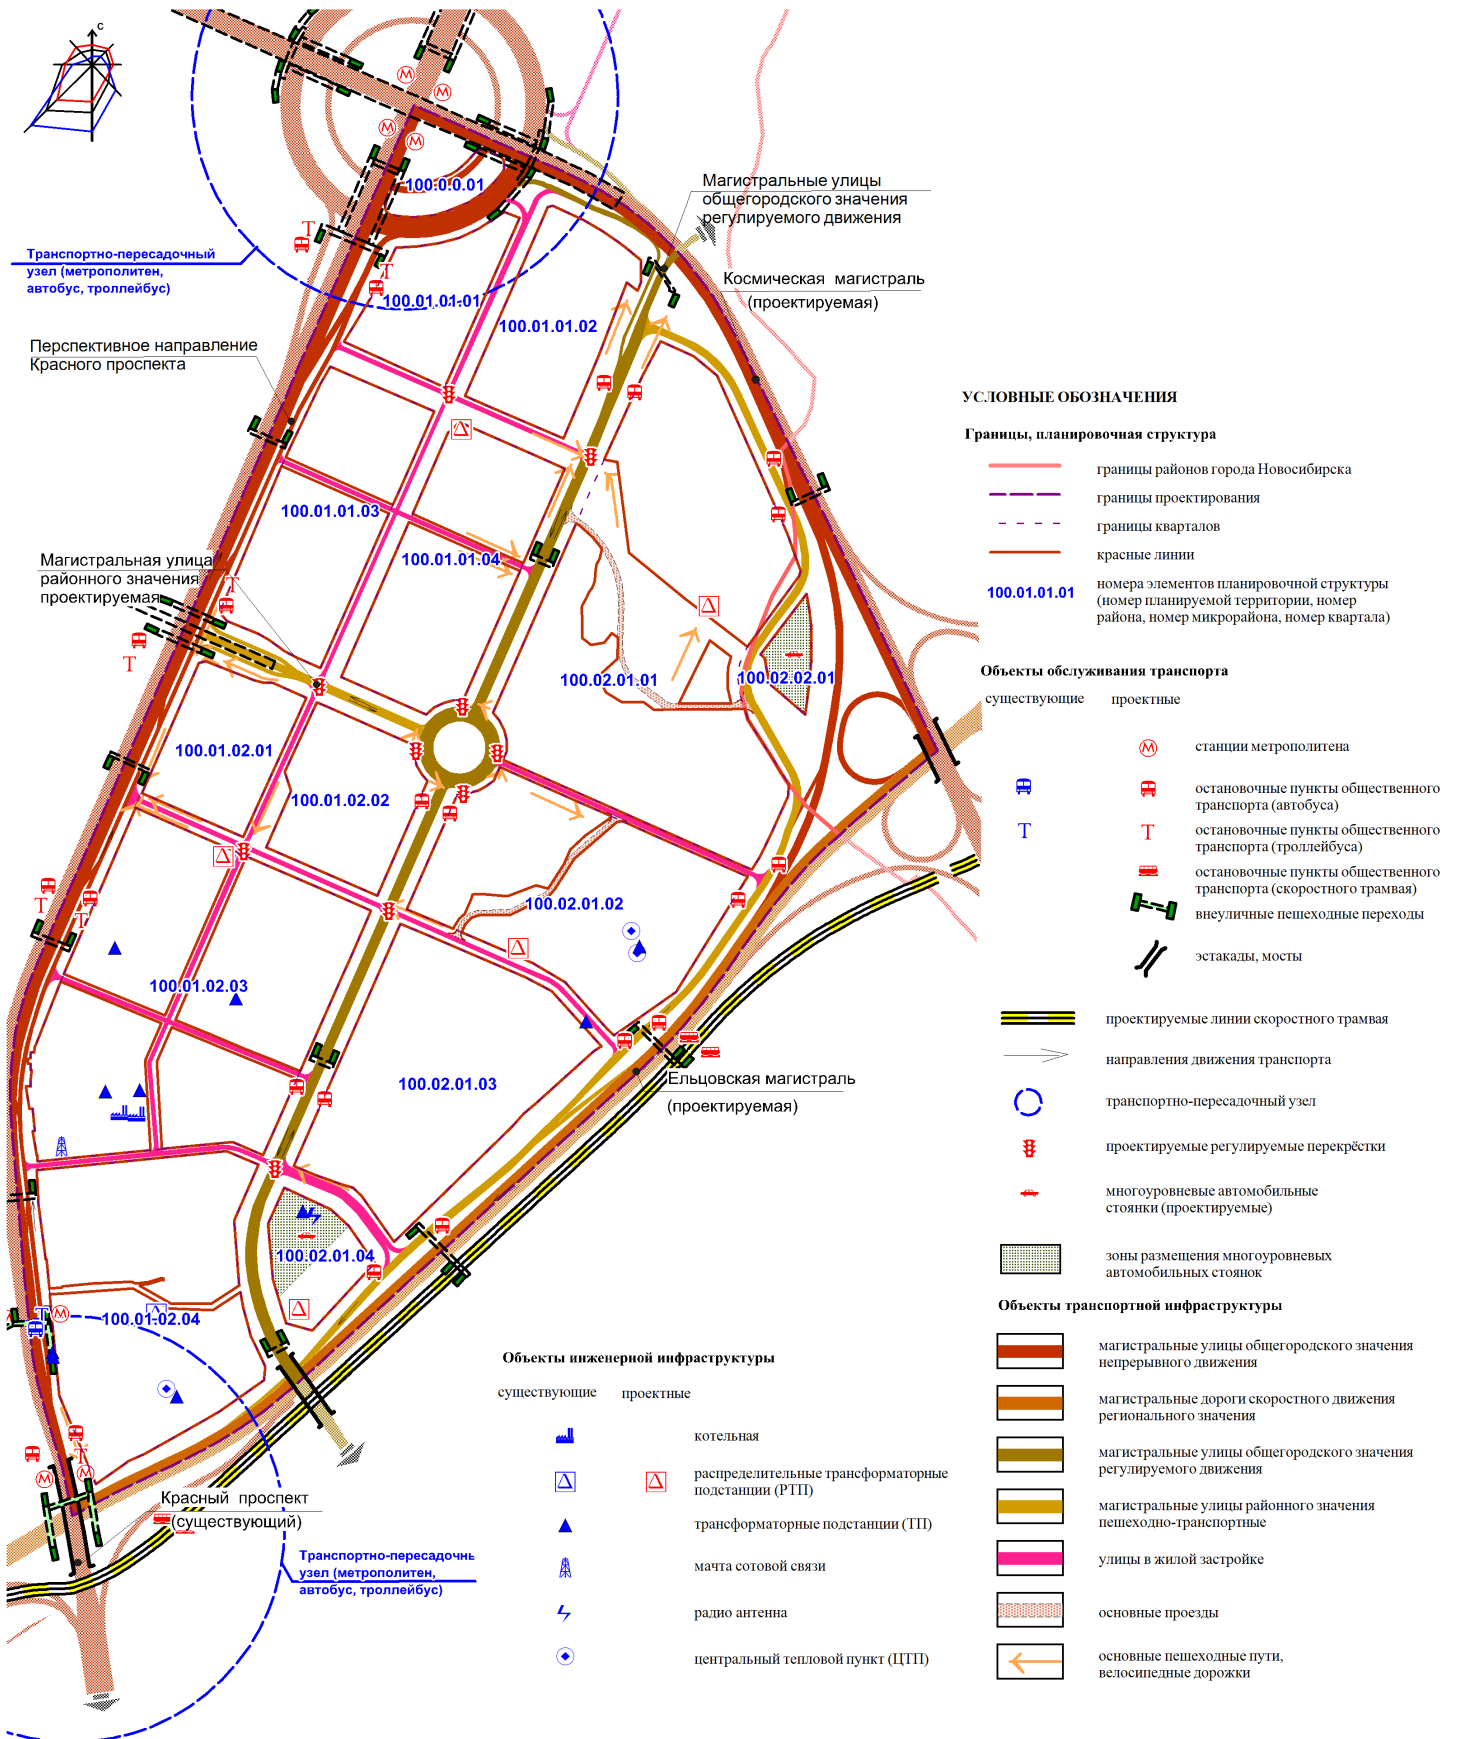 с
100.0.0.01
Т
Магистральные улицы
общегородского значения
регулируемого движения
Транспортно-пересадочный
узел (метрополитен,
автобус, троллейбус)
Т
Космическая магистраль
(проектируемая)
100.01.01.01
100.01.01.02
Перспективное направление
Красного проспекта
100.01.01.03
100.01.01.04
Магистральная улица
районного значения
проектируемая
Т
Т
100.02.01.01
100.02.02.01
100.01.02.01
100.01.02.02
Т
Т
100.02.01.02
100.01.02.03
100.02.01.03
Ельцовская магистраль
(проектируемая)
100.02.01.04
Т
100.01.02.04
Т
Красный проспект
(существующий)
Транспортно-пересадочнь
узел (метрополитен,
автобус, троллейбус)
УСЛОВНЫЕ ОБОЗНАЧЕНИЯ
Границы, планировочная структура
границы районов города Новосибирска
границы проектирования
границы кварталов
красные линии
100.01.01.01
номера элементов планировочной структуры
(номер планируемой территории, номер
района, номер микрорайона, номер квартала)
Объекты обслуживания транспорта
существующие проектные
станции метрополитена
остановочные пункты общественного
транспорта (автобуса)
Т Т
остановочные пункты общественного
транспорта (троллейбуса)
остановочные пункты общественного
транспорта (скоростного трамвая)
внеуличные пешеходные переходы
эстакады, мосты
проектируемые линии скоростного трамвая
направления движения транспорта
транспортно-пересадочный узел
проектируемые регулируемые перекрёстки
многоуровневые автомобильные
стоянки (проектируемые)
зоны размещения многоуровневых
автомобильных стоянок
Объекты транспортной инфраструктуры
магистральные улицы общегородского значения
непрерывного движения
магистральные дороги скоростного движения
регионального значения
магистральные улицы общегородского значения
регулируемого движения
магистральные улицы районного значения
пешеходно-транспортные
улицы в жилой застройке
основные проезды
основные пешеходные пути,
велосипедные дорожки
Объекты инженерной инфраструктуры
существующие проектные
котельная
распределительные трансформаторные
подстанции (РТП)
трансформаторные подстанции (ТП)
мачта сотовой связи
радио антенна
центральный тепловой пункт (ЦТП)